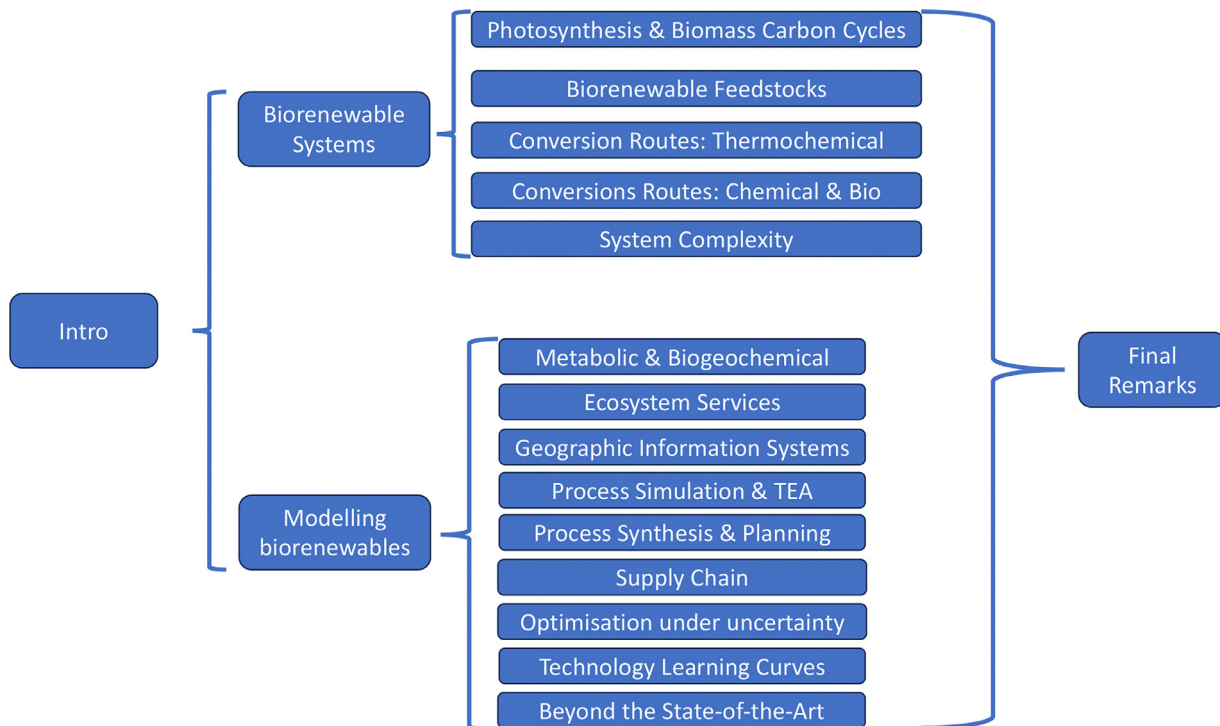 Intro
Biorenewable
Systems
Photosynthesis & Biomass Carbon Cycles
Biorenewable Feedstocks
Conversion Routes: Thermochemical
Conversions Routes: Chemical & Bio
System Complexity
Modelling
biorenewables
Metabolic & Biogeochemical
Ecosystem Services
Geographic Information Systems
Process Simulation & TEA
Process Synthesis & Planning
Supply Chain
Optimisation under uncertainty
Technology Learning Curves
Beyond the State-of-the-Art
Final
Remarks